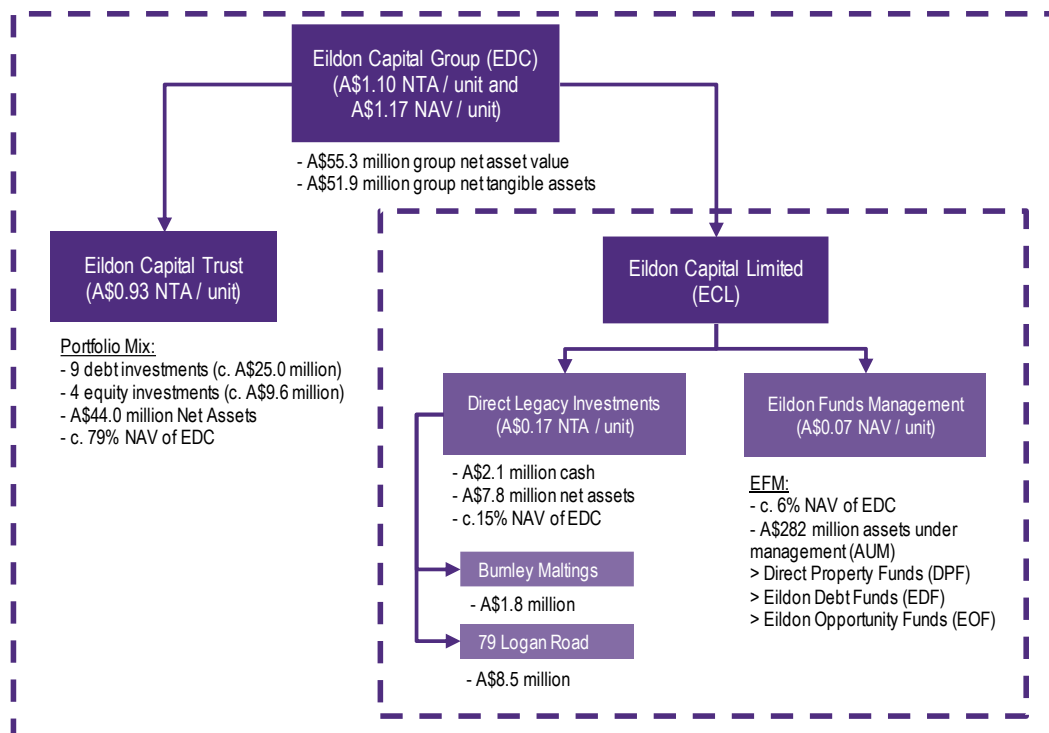 Eildon Capital Group (EDC)
(A$1.10 NTA / unit and
A$1.17 NAV / unit)
- A$55.3 million group net asset value
- A$51.9 million group net tangible assets
Eildon Capital Trust
(A$0.93 NTA / unit)
Portfolio Mix:
- 9 debt investments (c. A$25.0 million)
- 4 equity investments (c. A$9.6 million)
- A$44.0 million Net Assets
- c. 79% NAV of EDC
Eildon Capital Limited
(ECL)
Direct Legacy Investments
(A$0.17 NTA / unit)
- A$2.1 million cash
- A$7.8 million net assets
- c.15% NAV of EDC
Burnley Maltings
- A$1.8 million
79 Logan Road
- A$8.5 million
Eildon Funds Management
(A$0.07 NAV / unit)
EFM:
- c. 6% NAV of EDC
- A$282 million assets under
management (AUM)
> Direct Property Funds (DPF)
> Eildon Debt Funds (EDF)
> Eildon Opportunity Funds (EOF)